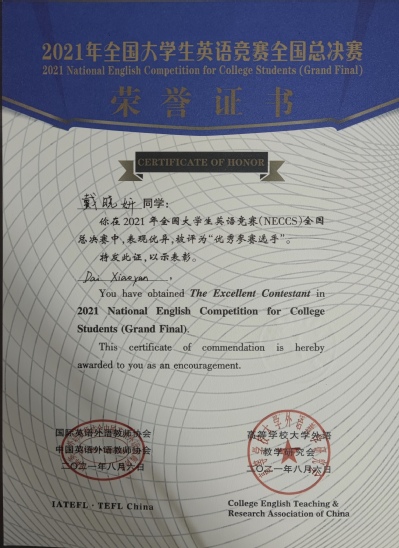 2021年全国大学生英语竞赛全国总决赛
2021 National English Competition for College Students (Grand Final)
荣誉证书
CERTIFICATE OF HONOR
戴晓妍 同学：
你在 2021 年全国大学生英语竞赛(NECCS)全国
总决赛中，表现优异，被评为“优秀参赛选手”。
特发此证，以示表彰。
Dai Xiaoyan ,
You have obtained The Excellent Contestant in
2021 National English Competition for College
Students (Grand Final).
This certificate of commendation is hereby
awarded to you as an encouragement.
国际英语外语教师协会
中国英语外语教师协会
二〇二一年八月六日
IATEFL · TEFL China
高等学校大学外语
教学研究会
二〇二一年八月六日
College English Teaching &
Research Association of China